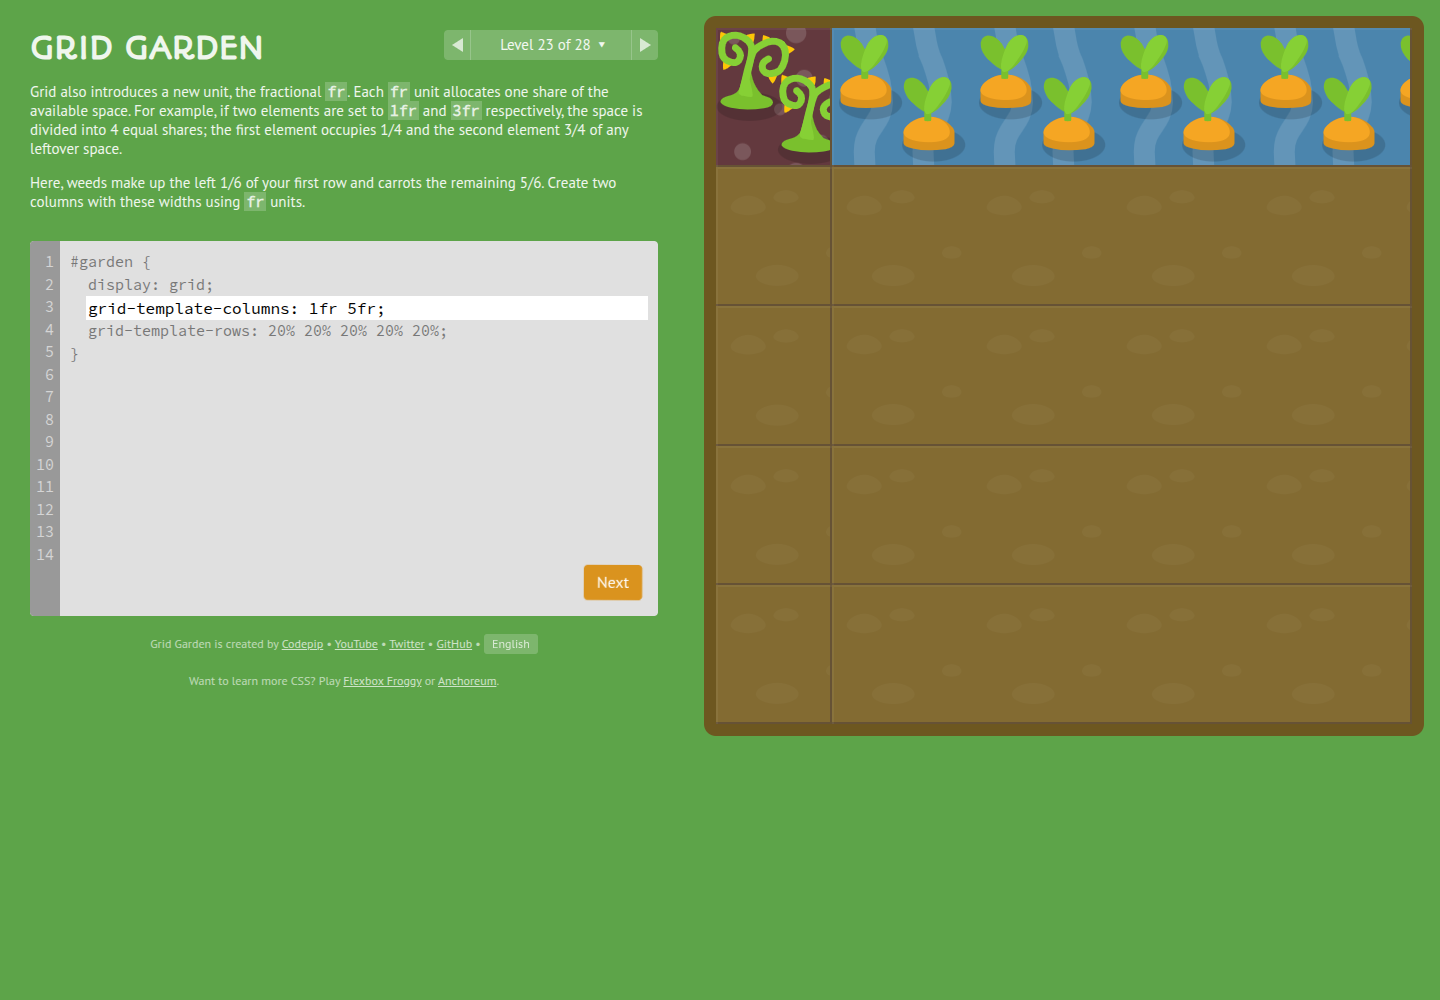 GRID GARDEN
Level 23 of 28 ▼
Grid also introduces a new unit, the fractional fr. Each fr unit allocates one share of the
available space. For example, if two elements are set to 1fr and 3fr respectively, the space is
divided into 4 equal shares; the first element occupies 1/4 and the second element 3/4 of any
leftover space.
Here, weeds make up the left 1/6 of your first row and carrots the remaining 5/6. Create two
columns with these widths using fr units.
1 #garden {
2 display: grid;
3 grid-template-columns: 1fr 5fr;
4 grid-template-rows: 20% 20% 20% 20% 20%;
5 }
6
7
8
9
10
11
12
13
14
Next
Grid Garden is created by Codepip • YouTube • Twitter • GitHub • English
Want to learn more CSS? Play Flexbox Froggy or Anchoreum.